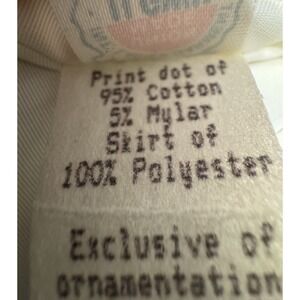 Print dot of
95% Cotton
5% Mylar
Skirt of
100% Polyester
Exclusive of
ornamentation